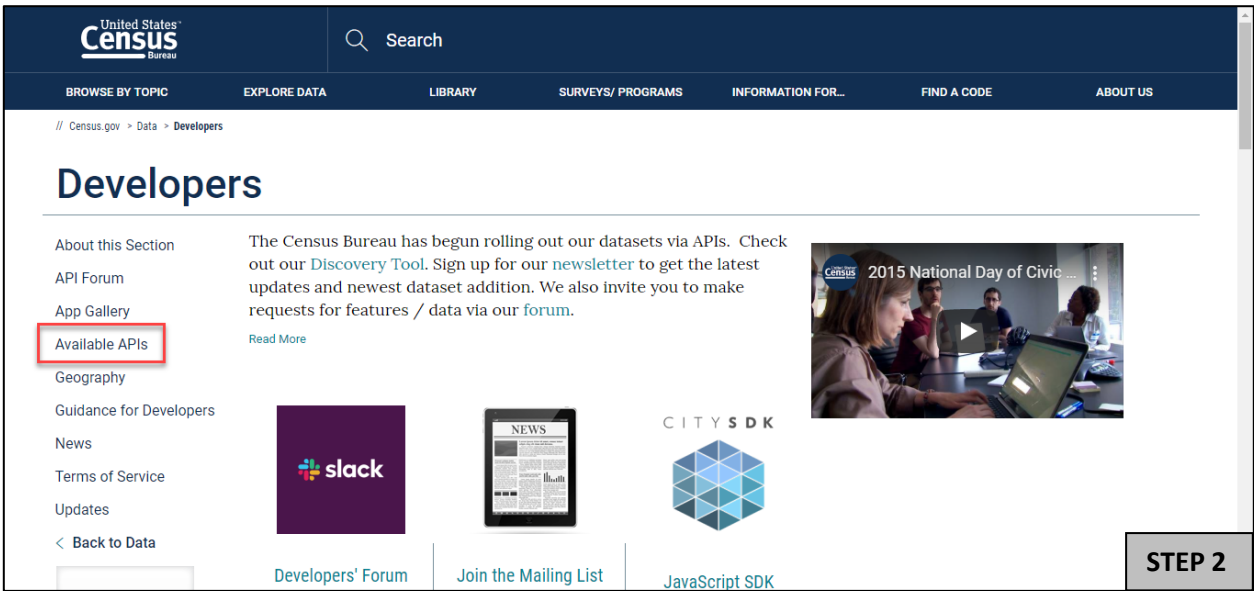 United States™
Census
Bureau
Search
BROWSE BY TOPIC
EXPLORE DATA
LIBRARY
SURVEYS/ PROGRAMS
INFORMATION FOR...
FIND A CODE
ABOUT US
// Census.gov > Data > Developers
Developers
About this Section
API Forum
App Gallery
Available APIs
Geography
Guidance for Developers
News
Terms of Service
Updates
< Back to Data
The Census Bureau has begun rolling out our datasets via APIs. Check
out our Discovery Tool. Sign up for our newsletter to get the latest
updates and newest dataset addition. We also invite you to make
requests for features / data via our forum.
Read More
Census
2015 National Day of Civic ...
slack
Developers' Forum
NEWS
Join the Mailing List
CITYSDK
JavaScript SDK
STEP 2